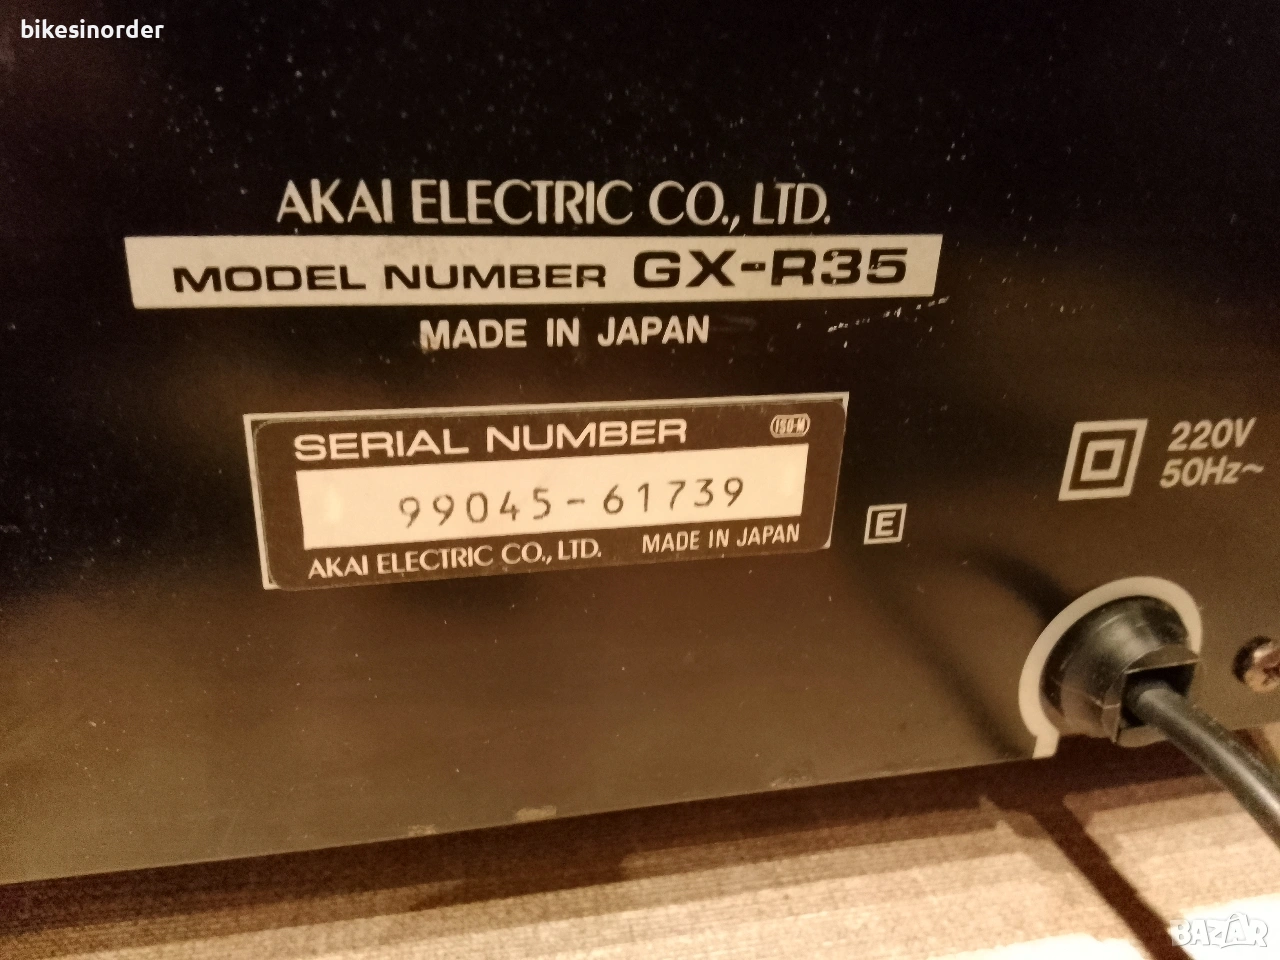 bikesinorder
AKAI ELECTRIC CO., LTD.
MODEL NUMBER GX-R35
MADE IN JAPAN
SERIAL NUMBER ISO-M
99045-61739
AKAI ELECTRIC CO., LTD. MADE IN JAPAN
E
220V
50Hz~
BAZAR